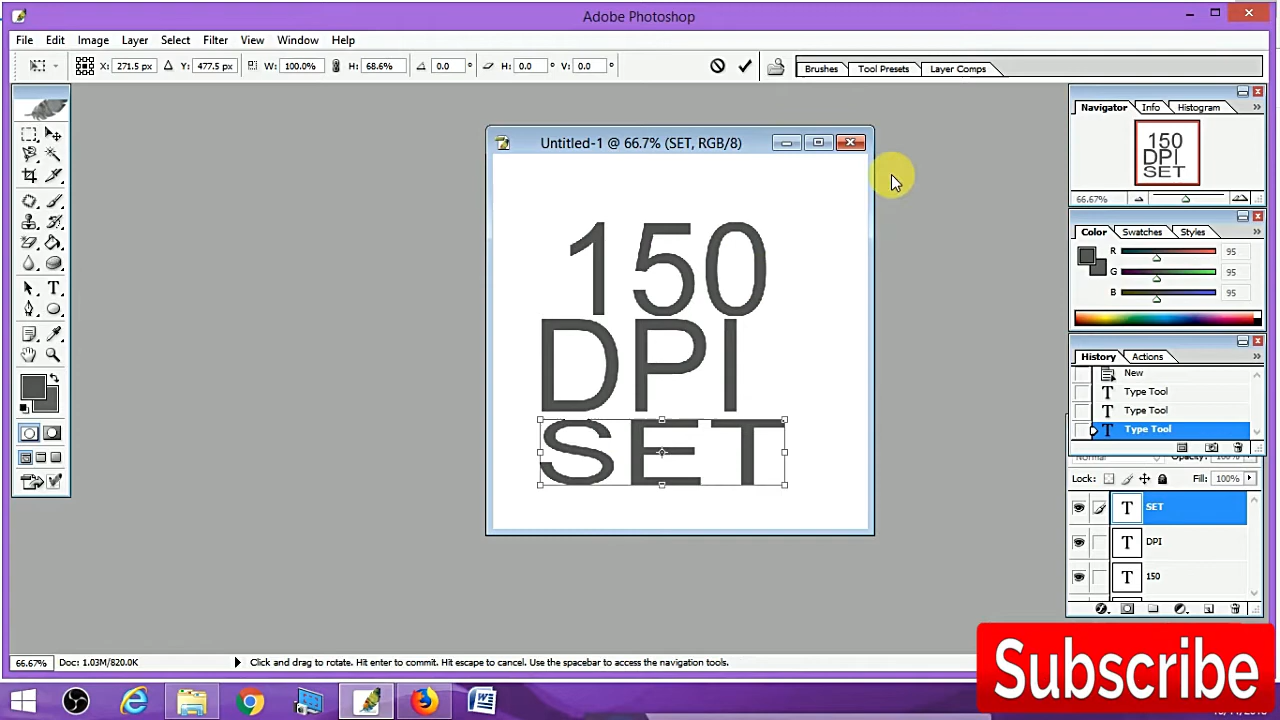 Adobe Photoshop
File Edit Image Layer Select Filter View Window Help
X: 271.5 px Y: 477.5 px W: 100.0% H: 68.6% 0.0 ° H: 0.0 ° V: 0.0 °
Brushes Tool Presets Layer Comps
Navigator Info Histogram
66.67%
Untitled-1 @ 66.7% (SET, RGB/8)
150
DPI
SET
150
DPI
SET
Color Swatches Styles
R 95
G 95
B 95
History Actions
New
Type Tool
Type Tool
Type Tool
Normal Opacity: 100%
Lock: Fill: 100%
T SET
T DPI
T 150
66.67% Doc: 1.03M/820.0K Click and drag to rotate. Hit enter to commit. Hit escape to cancel. Use the spacebar to access the navigation tools.
Subscribe